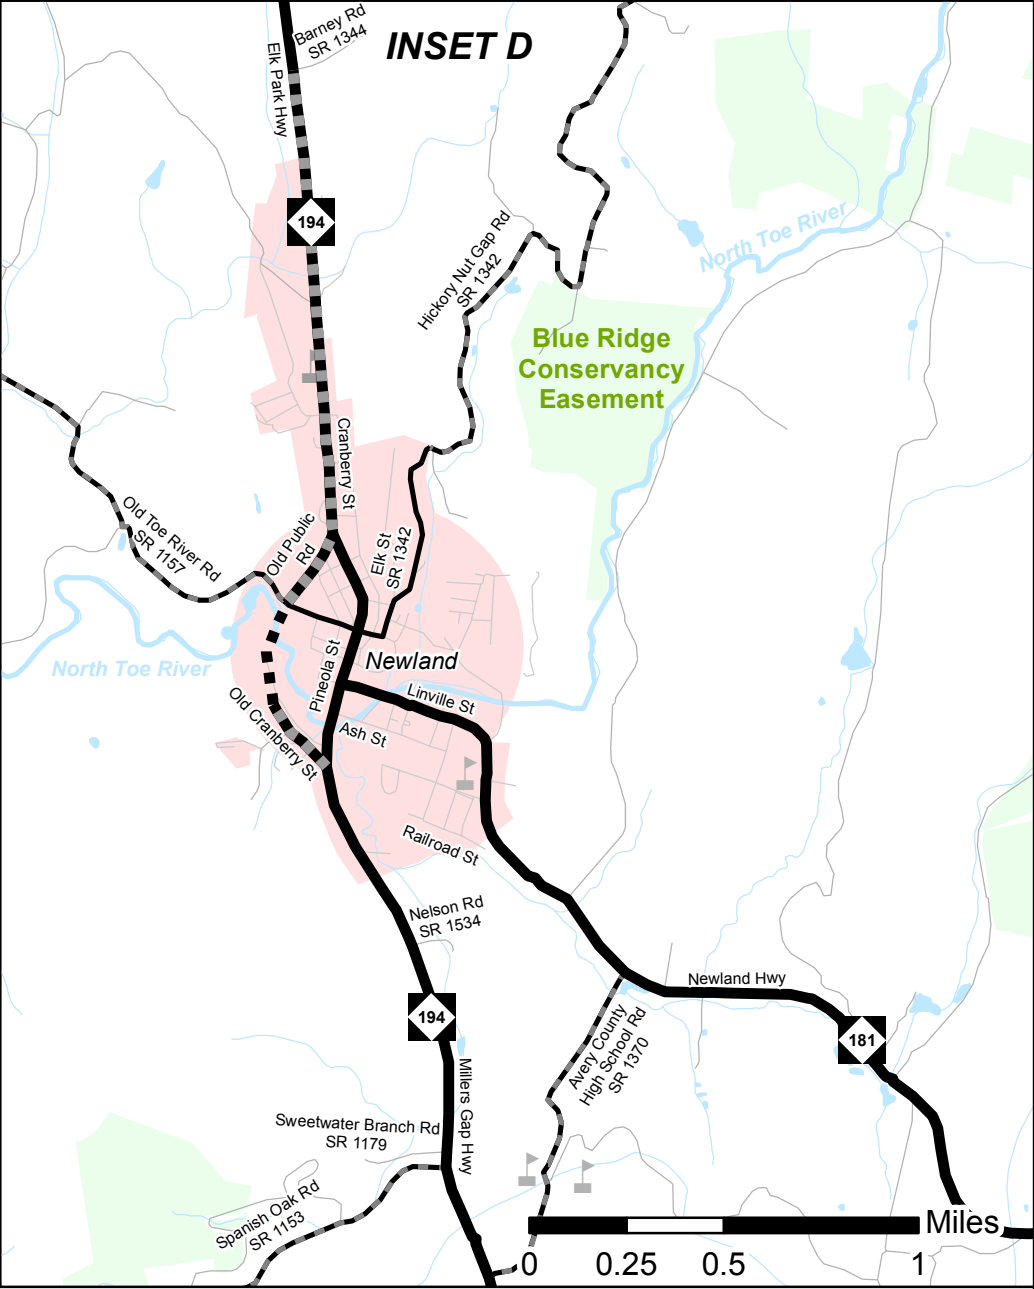 INSET D
Barney Rd
SR 1344
Elk Park Hwy
194
Hickory Nut Gap Rd
SR 1342
North Toe River
Blue Ridge
Conservancy
Easement
Cranberry St
Old Toe River Rd
SR 1157
Old Public
Rd
Elk St
SR 1342
North Toe River
Newland
Pineola St
Linville St
Old Cranberry St
Ash St
Railroad St
Nelson Rd
SR 1534
Newland Hwy
194
181
Avery County
High School Rd
SR 1370
Millers Gap Hwy
Sweetwater Branch Rd
SR 1179
Spanish Oak Rd
SR 1153
Miles
0 0.25 0.5 1